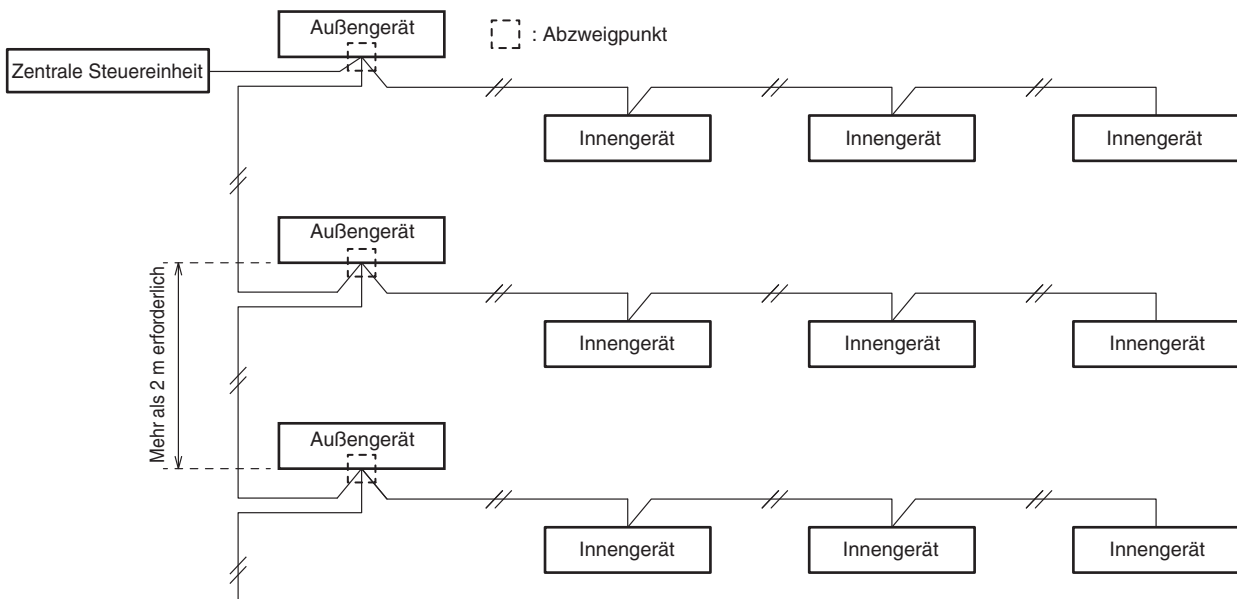 Außengerät
: Abzweigpunkt
Zentrale Steuereinheit
Innengerät
Innengerät
Innengerät
Außengerät
Innengerät
Innengerät
Innengerät
Mehr als 2 m erforderlich
Außengerät
Innengerät
Innengerät
Innengerät